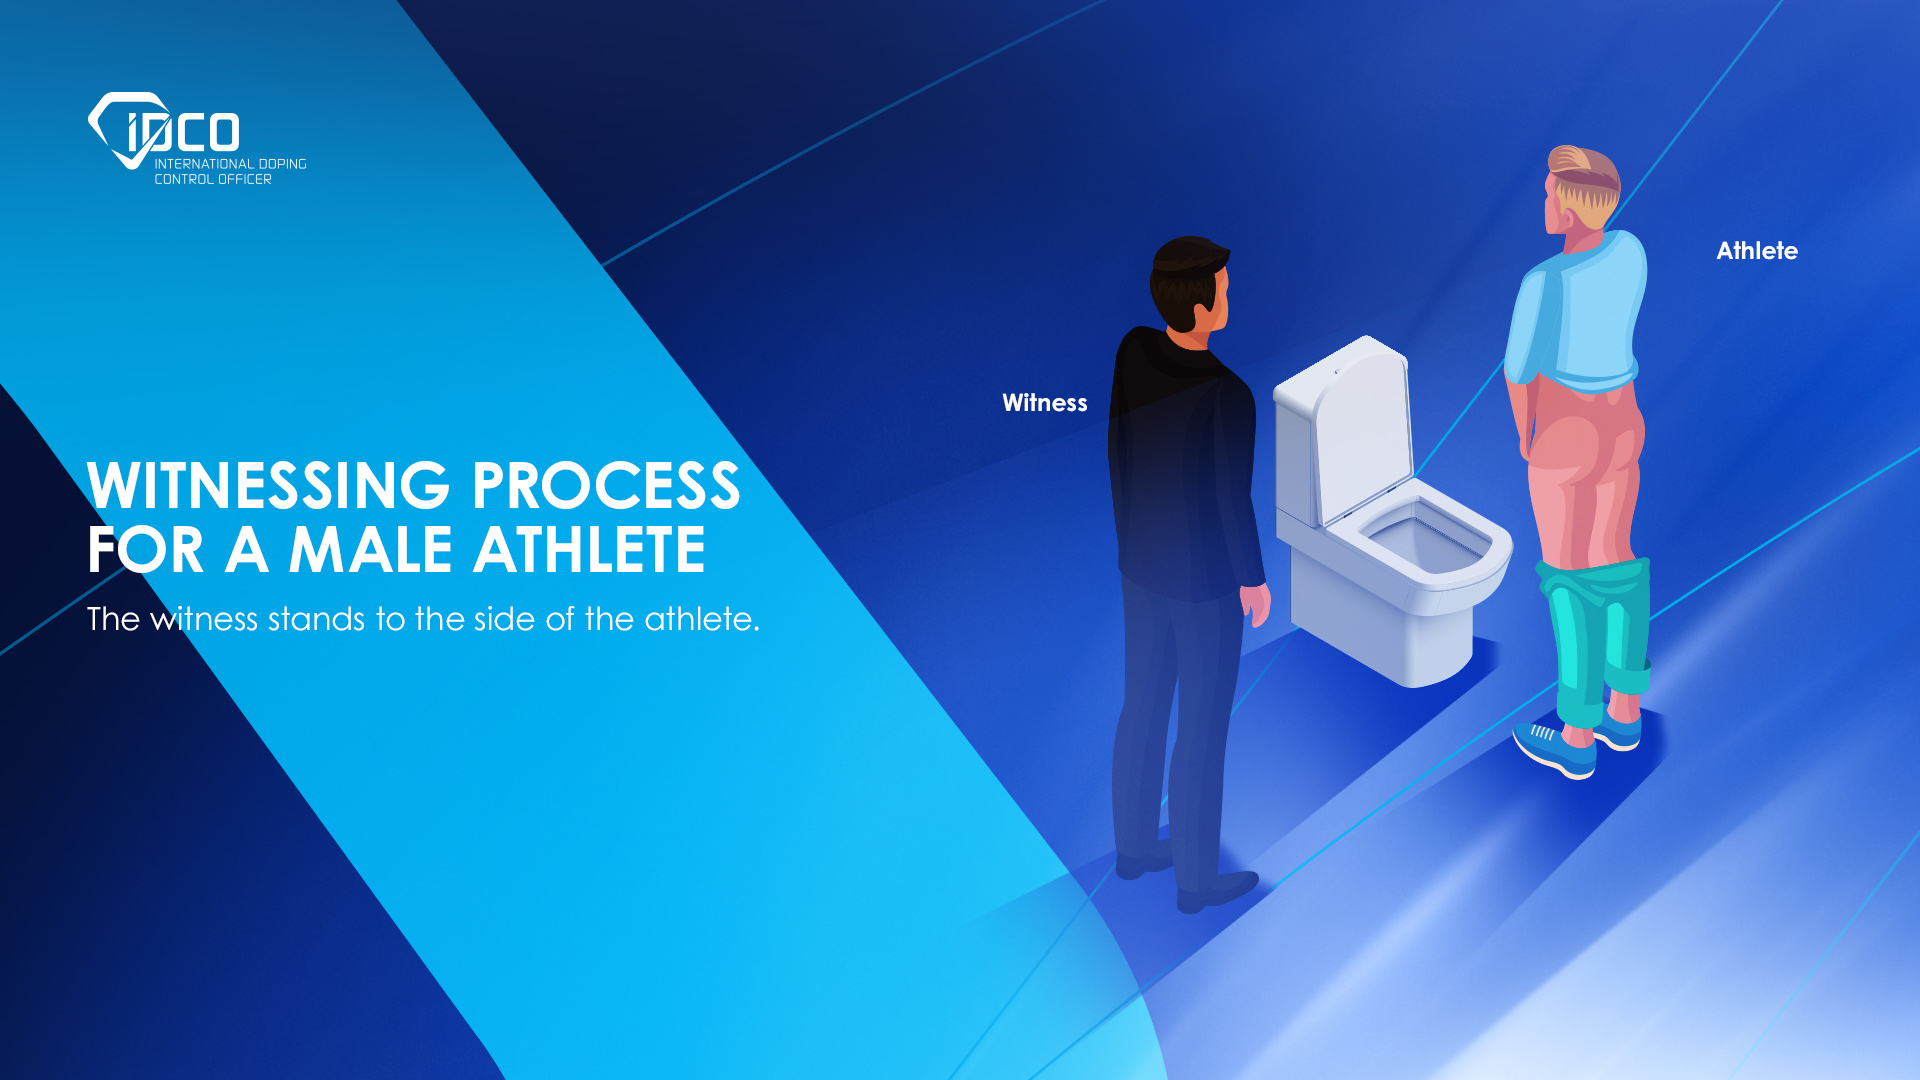 IDCO
INTERNATIONAL DOPING
CONTROL OFFICER
Athlete
Witness
WITNESSING PROCESS
FOR A MALE ATHLETE
The witness stands to the side of the athlete.